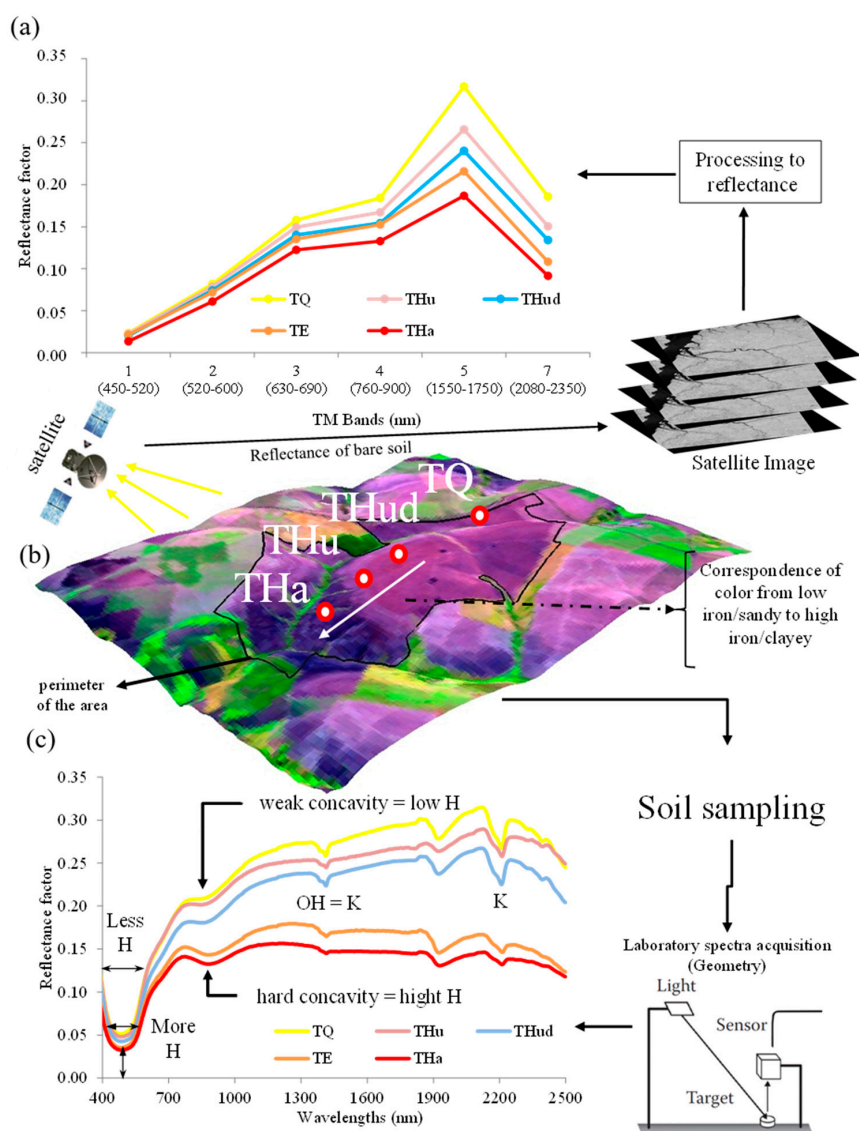 (a)
0.35
0.30
0.25
0.20
0.15
0.10
0.05
0.00
Reflectance factor
TQ
THu
THud
TE
THa
1
2
3
4
5
7
(450-520)
(520-600)
(630-690)
(760-900)
(1550-1750)
(2080-2350)
TM Bands (nm)
Processing to
reflectance
Satellite Image
satellite
Reflectance of bare soil
(b)
TQ
THud
THu
THa
Correspondence of
color from low
iron/sandy to high
iron/clayey
perimeter
of the area
(c)
0.35
0.30
0.25
0.20
0.15
0.10
0.05
0.00
Reflectance factor
weak concavity = low H
OH = K
K
Less
H
More
H
hard concavity = hight H
TQ
THu
THud
TE
THa
400
700
1000
1300
1600
1900
2200
2500
Wavelengths (nm)
Soil sampling
Laboratory spectra acquisition
(Geometry)
Light
Sensor
Target